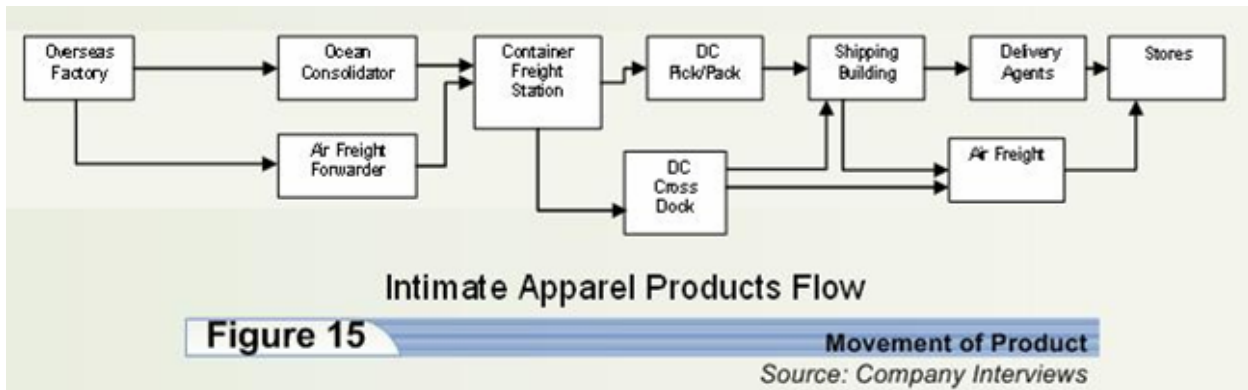 Overseas
Factory
Ocean
Consolidator
Container
Freight
Station
DC
Pick/Pack
Shipping
Building
Delivery
Agents
Stores
Air Freight
Forwarder
DC
Cross
Dock
Air Freight
Intimate Apparel Products Flow
Figure 15
Movement of Product
Source: Company Interviews